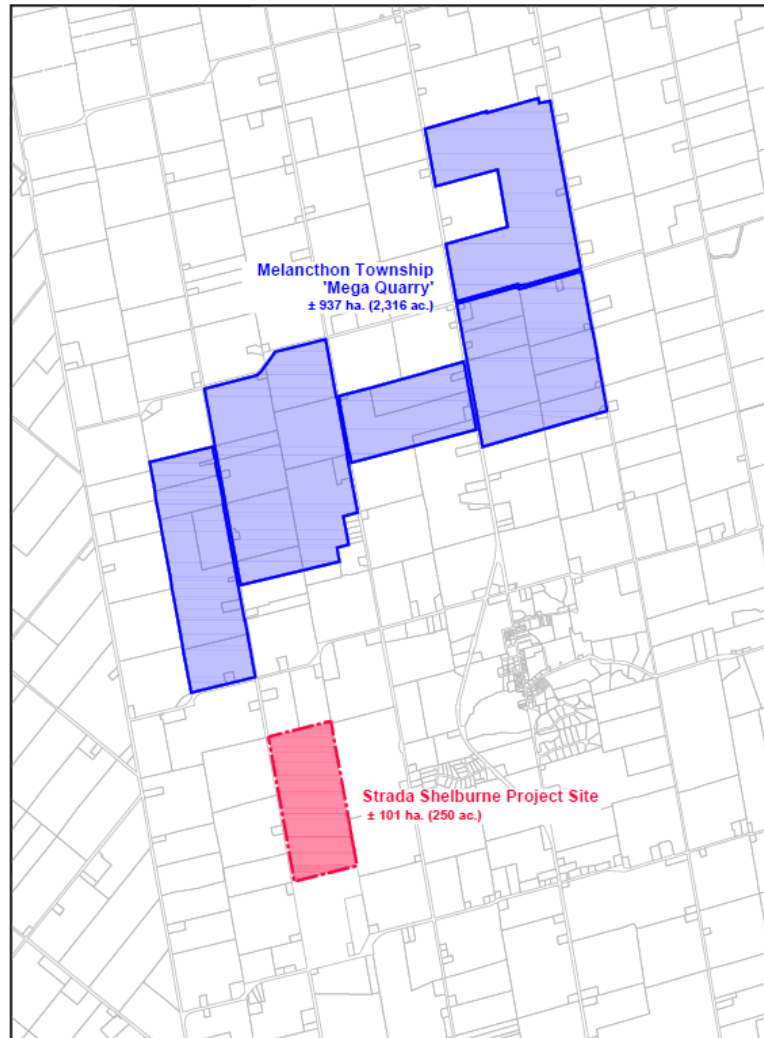 Melancthon Township
'Mega Quarry'
± 937 ha. (2,316 ac.)
Strada Shelburne Project Site
± 101 ha. (250 ac.)